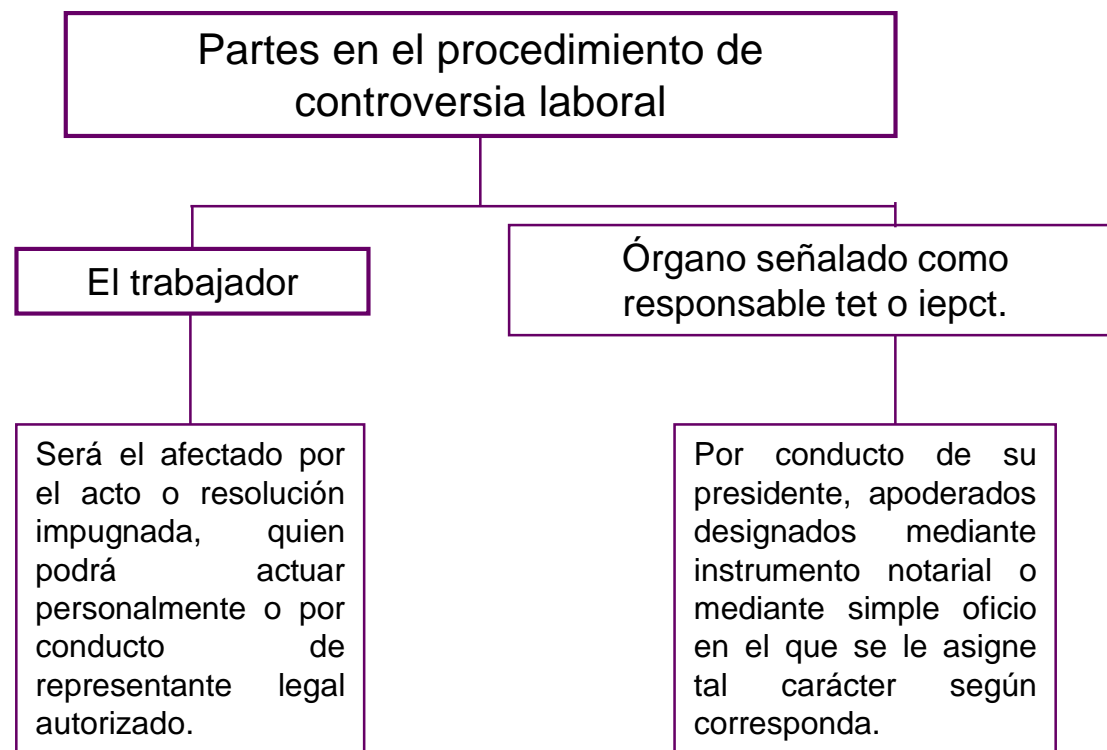 Partes en el procedimiento de
controversia laboral
El trabajador
Órgano señalado como
responsable tet o iepct.
Será el afectado por
el acto o resolución
impugnada, quien
podrá actuar
personalmente o por
conducto de
representante legal
autorizado.
Por conducto de su
presidente, apoderados
designados mediante
instrumento notarial o
mediante simple oficio
en el que se le asigne
tal carácter según
corresponda.